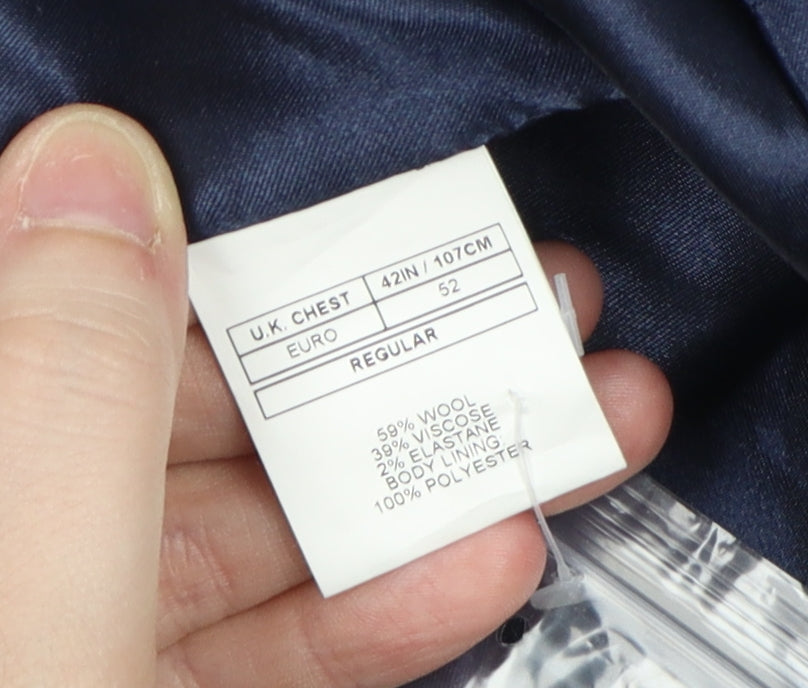 U.K. CHEST 42IN / 107CM
EURO 52
REGULAR
59% WOOL
39% VISCOSE
2% ELASTANE
BODY LINING:
100% POLYESTER